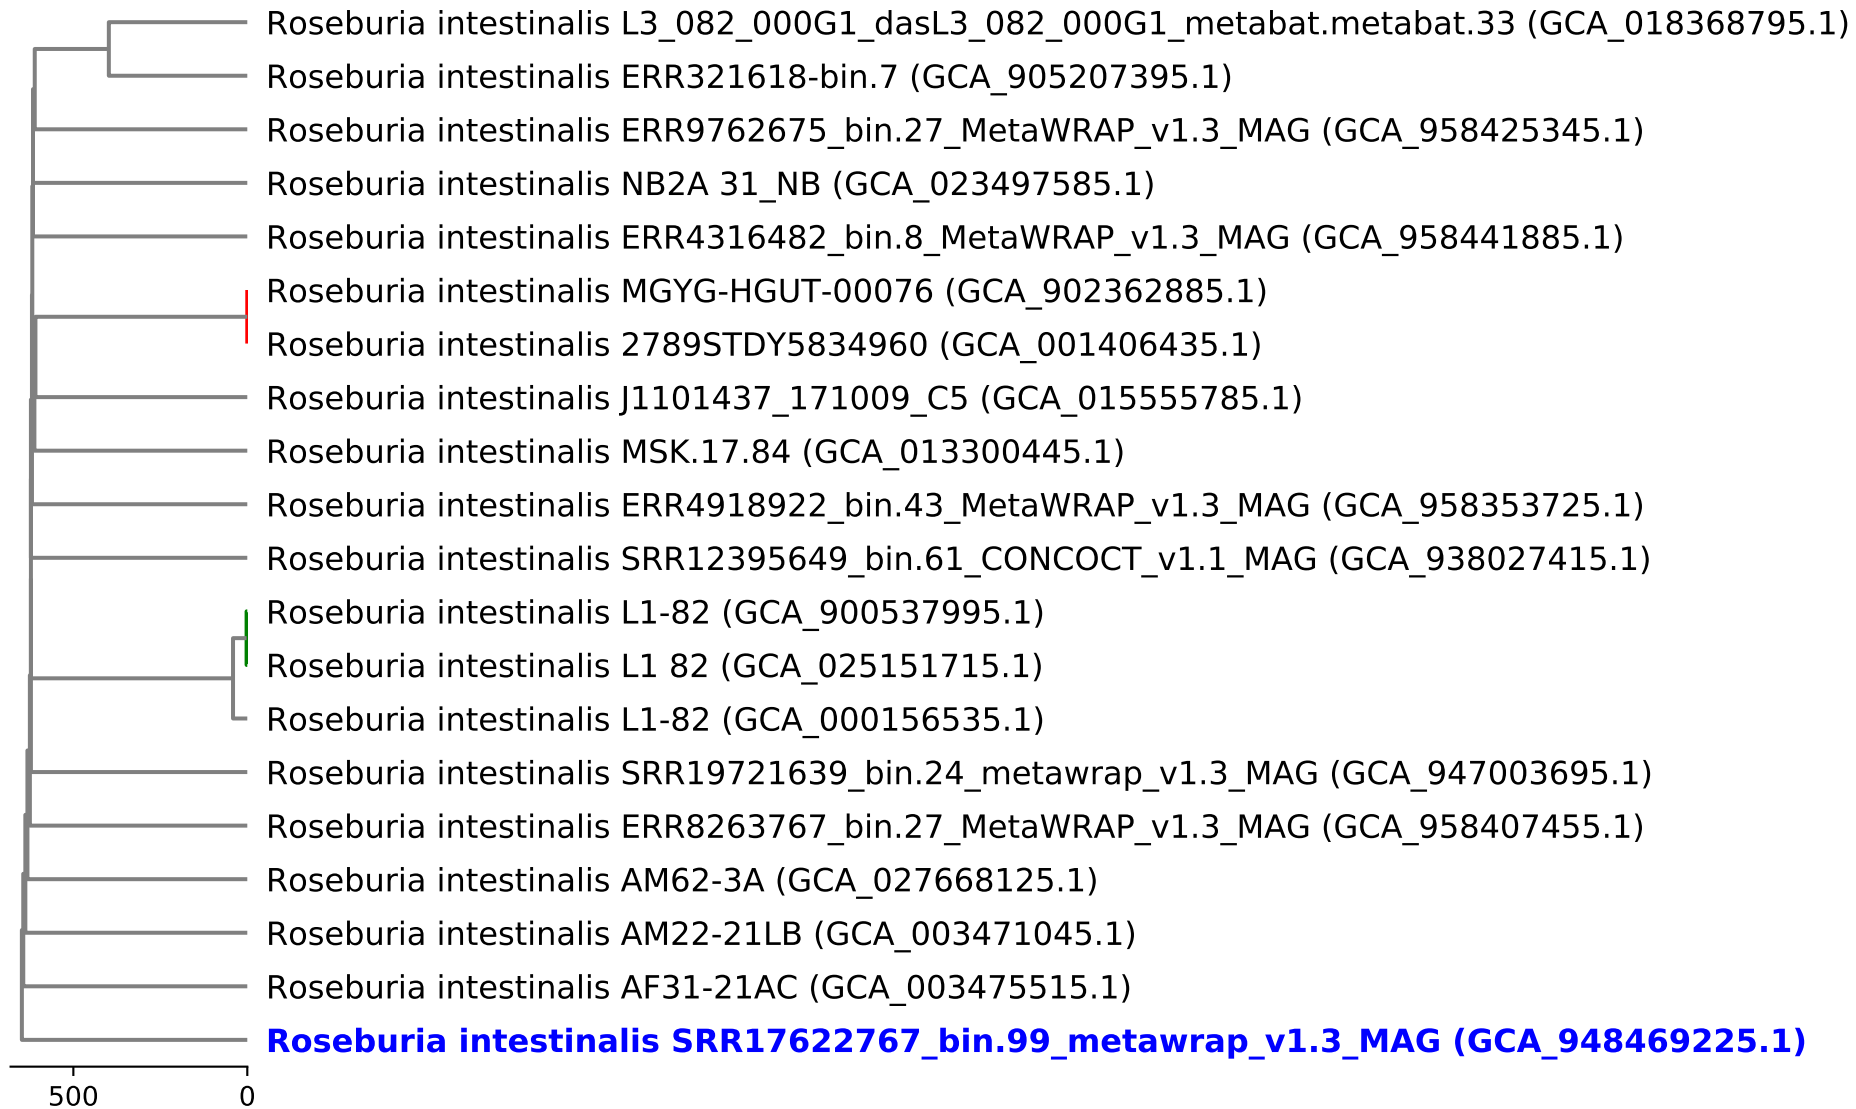 Roseburia intestinalis L3_082_000G1_dasL3_082_000G1_metabat.metabat.33 (GCA_018368795.1)
Roseburia intestinalis ERR321618-bin.7 (GCA_905207395.1)
Roseburia intestinalis ERR9762675_bin.27_MetaWRAP_v1.3_MAG (GCA_958425345.1)
Roseburia intestinalis NB2A 31_NB (GCA_023497585.1)
Roseburia intestinalis ERR4316482_bin.8_MetaWRAP_v1.3_MAG (GCA_958441885.1)
Roseburia intestinalis MGYG-HGUT-00076 (GCA_902362885.1)
Roseburia intestinalis 2789STDY5834960 (GCA_001406435.1)
Roseburia intestinalis J1101437_171009_C5 (GCA_015555785.1)
Roseburia intestinalis MSK.17.84 (GCA_013300445.1)
Roseburia intestinalis ERR4918922_bin.43_MetaWRAP_v1.3_MAG (GCA_958353725.1)
Roseburia intestinalis SRR12395649_bin.61_CONCOCT_v1.1_MAG (GCA_938027415.1)
Roseburia intestinalis L1-82 (GCA_900537995.1)
Roseburia intestinalis L1 82 (GCA_025151715.1)
Roseburia intestinalis L1-82 (GCA_000156535.1)
Roseburia intestinalis SRR19721639_bin.24_metawrap_v1.3_MAG (GCA_947003695.1)
Roseburia intestinalis ERR8263767_bin.27_MetaWRAP_v1.3_MAG (GCA_958407455.1)
Roseburia intestinalis AM62-3A (GCA_027668125.1)
Roseburia intestinalis AM22-21LB (GCA_003471045.1)
Roseburia intestinalis AF31-21AC (GCA_003475515.1)
Roseburia intestinalis SRR17622767_bin.99_metawrap_v1.3_MAG (GCA_948469225.1)
500 0